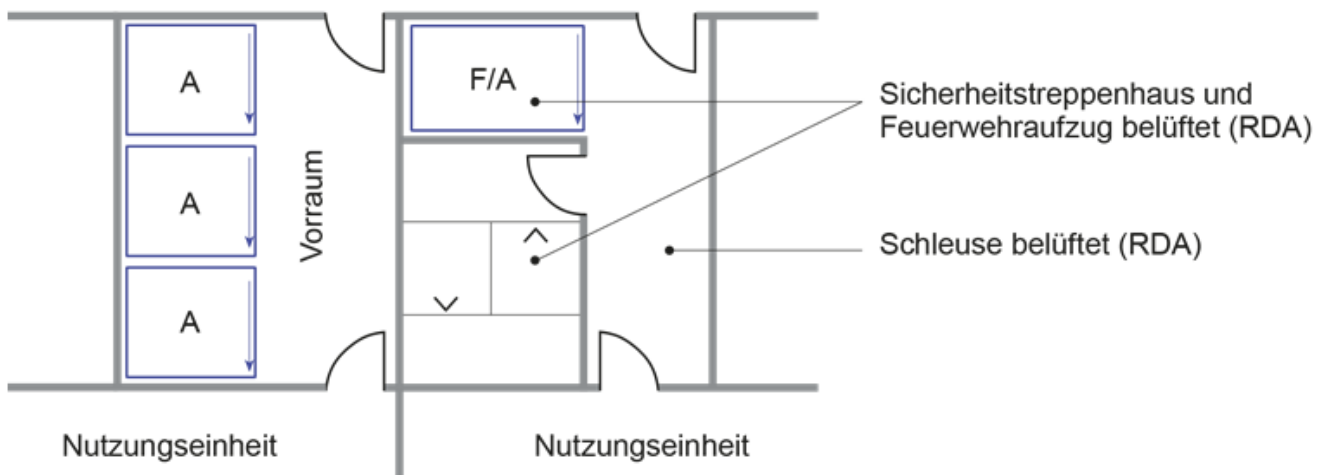 A
A
A
Vorraum
F/A
Sicherheitstreppenhaus und
Feuerwehraufzug belüftet (RDA)
Schleuse belüftet (RDA)
Nutzungseinheit
Nutzungseinheit